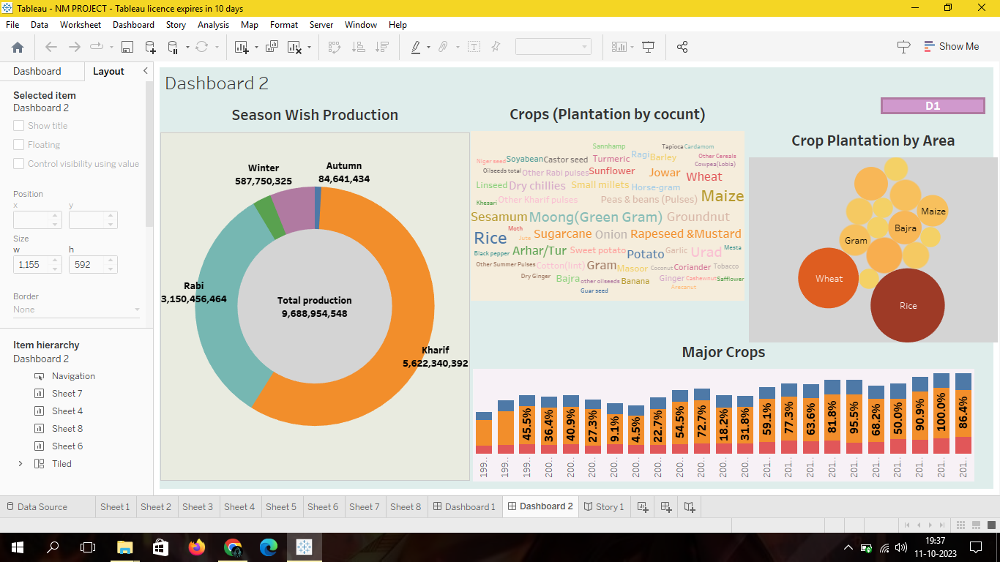 Tableau - NM PROJECT - Tableau licence expires in 10 days
File Data Worksheet Dashboard Story Analysis Map Format Server Window Help
Show Me
Dashboard Layout
Selected item
Dashboard 2
Show title
Floating
Control visibility using value
Position
x y
Size
w h
1,155 592
Border
None
Item hierarchy
Dashboard 2
Navigation
Sheet 7
Sheet 4
Sheet 8
Sheet 6
Tiled
Dashboard 2
D1
Season Wish Production
Winter
587,750,325
Autumn
84,641,434
Rabi
3,150,456,464
Total production
9,688,954,548
Kharif
5,622,340,392
Crops (Plantation by cocunt)
Sannhamp Tapioca Cardamom
Niger seed Soyabean Castor seed Turmeric Ragi Barley Other Cereals
Cowpea(Lobia)
Oilseeds total Other Rabi pulses Sunflower Jowar Wheat
Linseed Dry chillies Small millets Horse-gram
Khesari Other Kharif pulses Peas & beans (Pulses) Maize
Sesamum Moong(Green Gram) Groundnut
Rice Moth Jute Sugarcane Onion Rapeseed &Mustard
Black pepper Arhar/Tur Sweet potato Potato Garlic Urad Mesta
Other Summer Pulses Cotton(lint) Gram Masoor Coconut Coriander Tobacco
Dry Ginger Bajra other oilseeds Banana Ginger Cashewnut Safflower
Guar seed Arecanut
Crop Plantation by Area
Maize
Bajra
Gram
Wheat
Rice
Major Crops
45.5% 36.4% 40.9% 27.3% 9.1% 4.5% 22.7% 54.5% 72.7% 18.2% 31.8% 59.1% 77.3% 63.6% 81.8% 95.5% 68.2% 50.0% 90.9% 100.0% 86.4%
199.. 199.. 199.. 200.. 200.. 200.. 200.. 200.. 200.. 200.. 200.. 200.. 200.. 201.. 201.. 201.. 201.. 201.. 201.. 201.. 201.. 201.. 201..
Data Source Sheet 1 Sheet 2 Sheet 3 Sheet 4 Sheet 5 Sheet 6 Sheet 7 Sheet 8 Dashboard 1 Dashboard 2 Story 1
19:37
11-10-2023